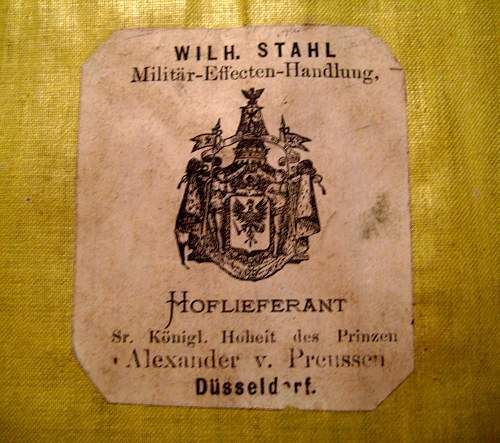 WILH. STAHL
Militär-Effecten-Handlung,
HOFLIEFERANT
Sr. Königl. Hoheit des Prinzen
Alexander v. Preussen
Düsseldorf.